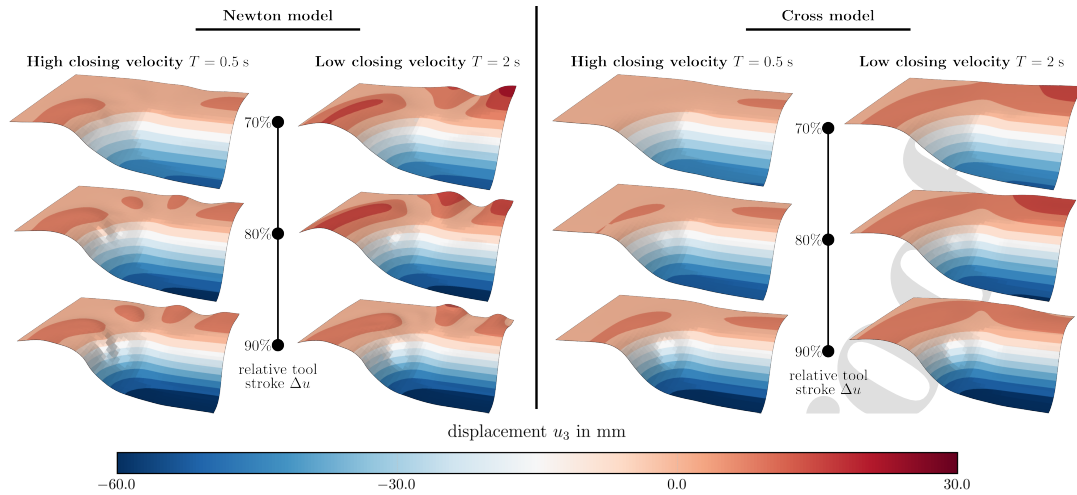 Newton model
Cross model
High closing velocity T = 0.5 s
Low closing velocity T = 2 s
High closing velocity T = 0.5 s
Low closing velocity T = 2 s
70%
80%
90%
relative tool
stroke Δu
70%
80%
90%
relative tool
stroke Δu
displacement u₃ in mm
−60.0
−30.0
0.0
30.0